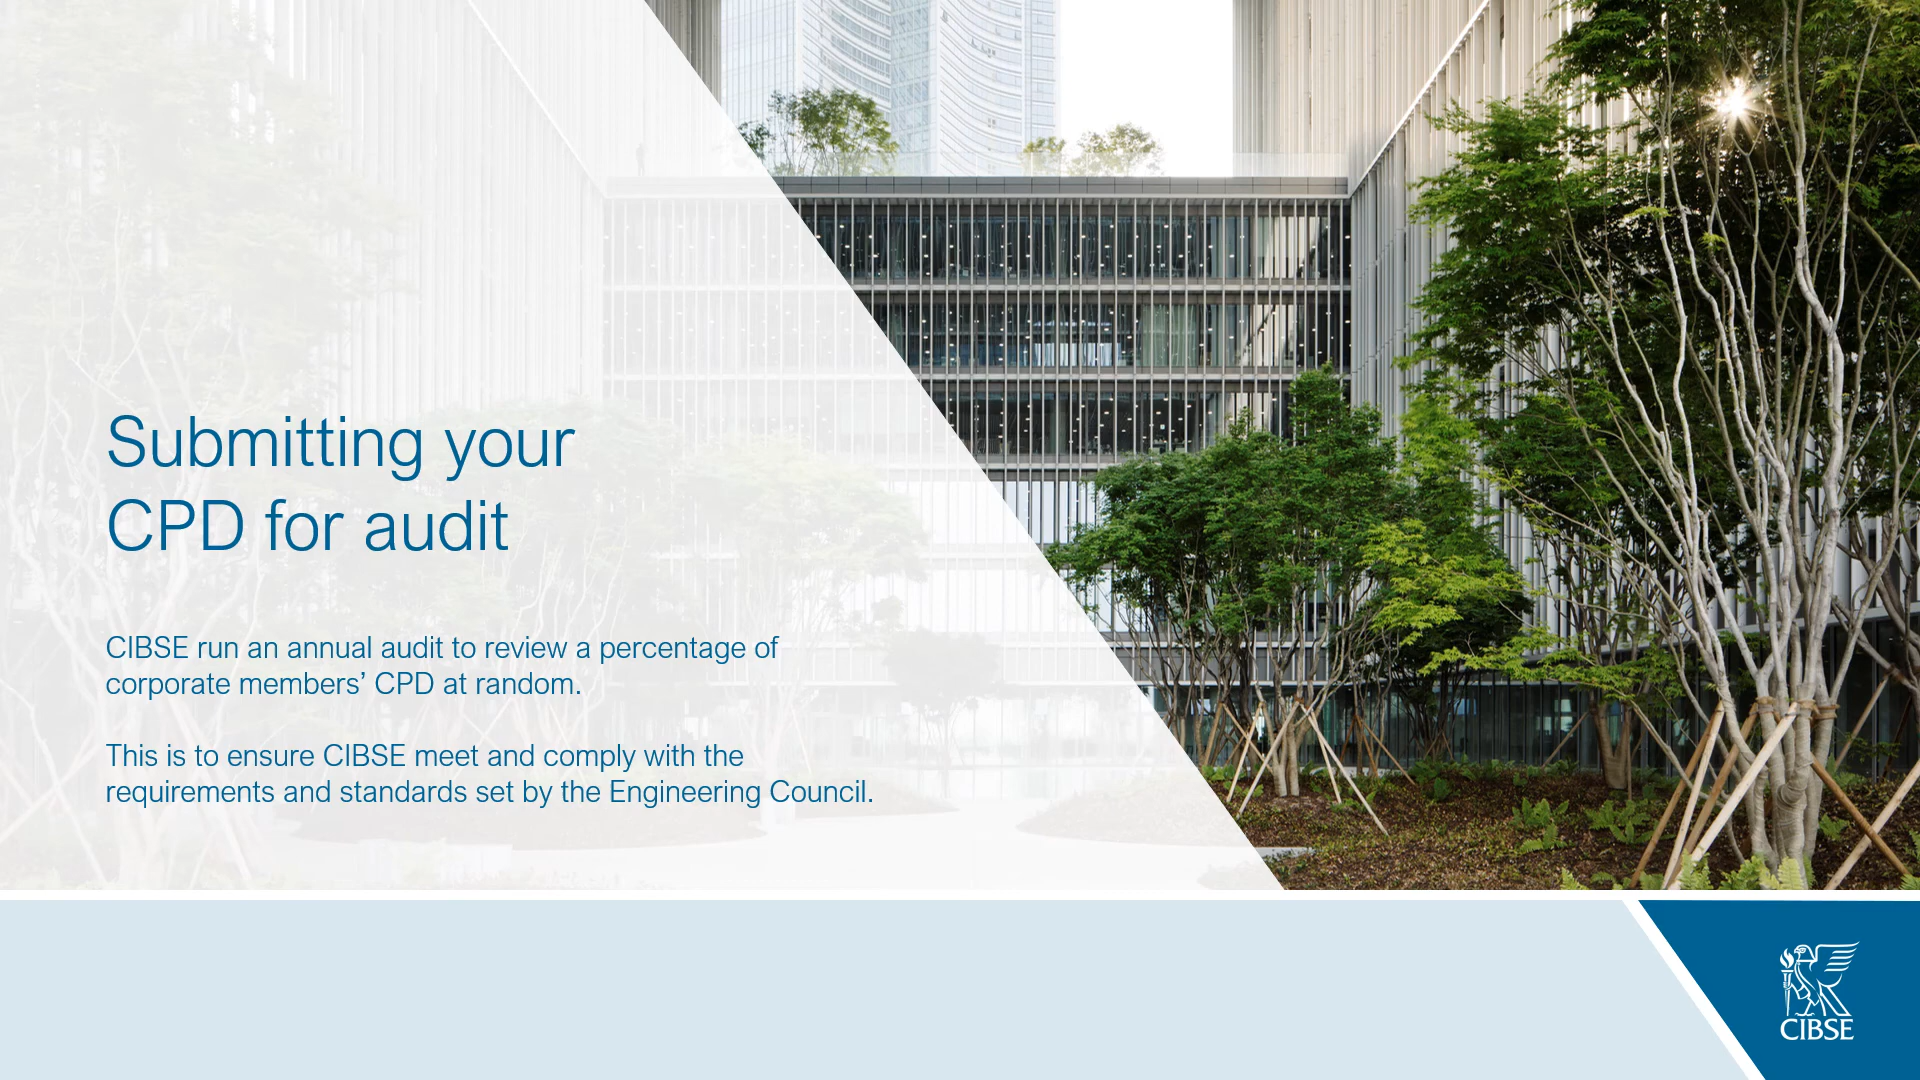 Submitting your
CPD for audit
CIBSE run an annual audit to review a percentage of
corporate members’ CPD at random.
This is to ensure CIBSE meet and comply with the
requirements and standards set by the Engineering Council.
CIBSE